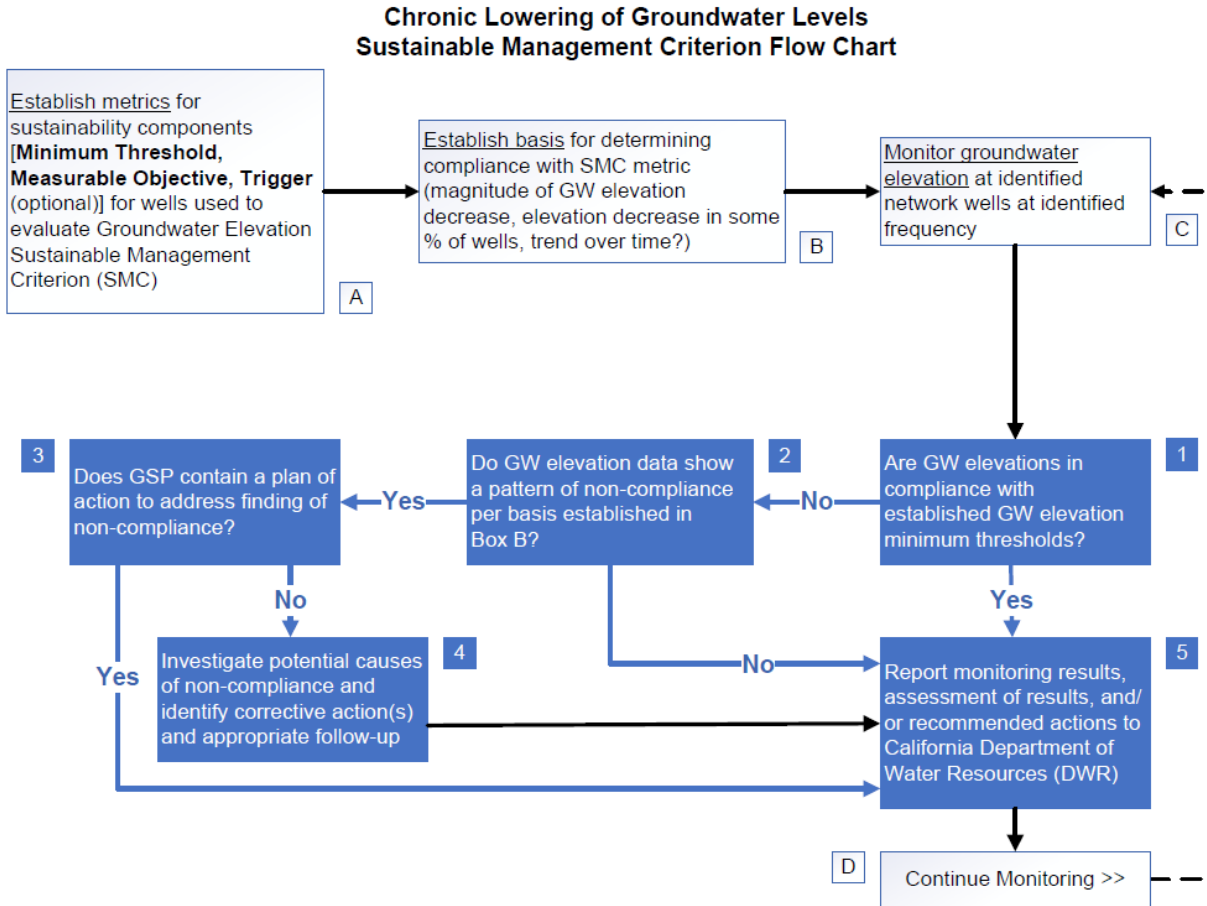 Chronic Lowering of Groundwater Levels
Sustainable Management Criterion Flow Chart
Establish metrics for
sustainability components
[Minimum Threshold,
Measurable Objective, Trigger
(optional)] for wells used to
evaluate Groundwater Elevation
Sustainable Management
Criterion (SMC)
A
Establish basis for determining
compliance with SMC metric
(magnitude of GW elevation
decrease, elevation decrease in some
% of wells, trend over time?)
B
Monitor groundwater
elevation at identified
network wells at identified
frequency
C
1
Are GW elevations in
compliance with
established GW elevation
minimum thresholds?
No
Yes
2
Do GW elevation data show
a pattern of non-compliance
per basis established in
Box B?
Yes
No
3
Does GSP contain a plan of
action to address finding of
non-compliance?
No
Yes
4
Investigate potential causes
of non-compliance and
identify corrective action(s)
and appropriate follow-up
5
Report monitoring results,
assessment of results, and/
or recommended actions to
California Department of
Water Resources (DWR)
D
Continue Monitoring >>